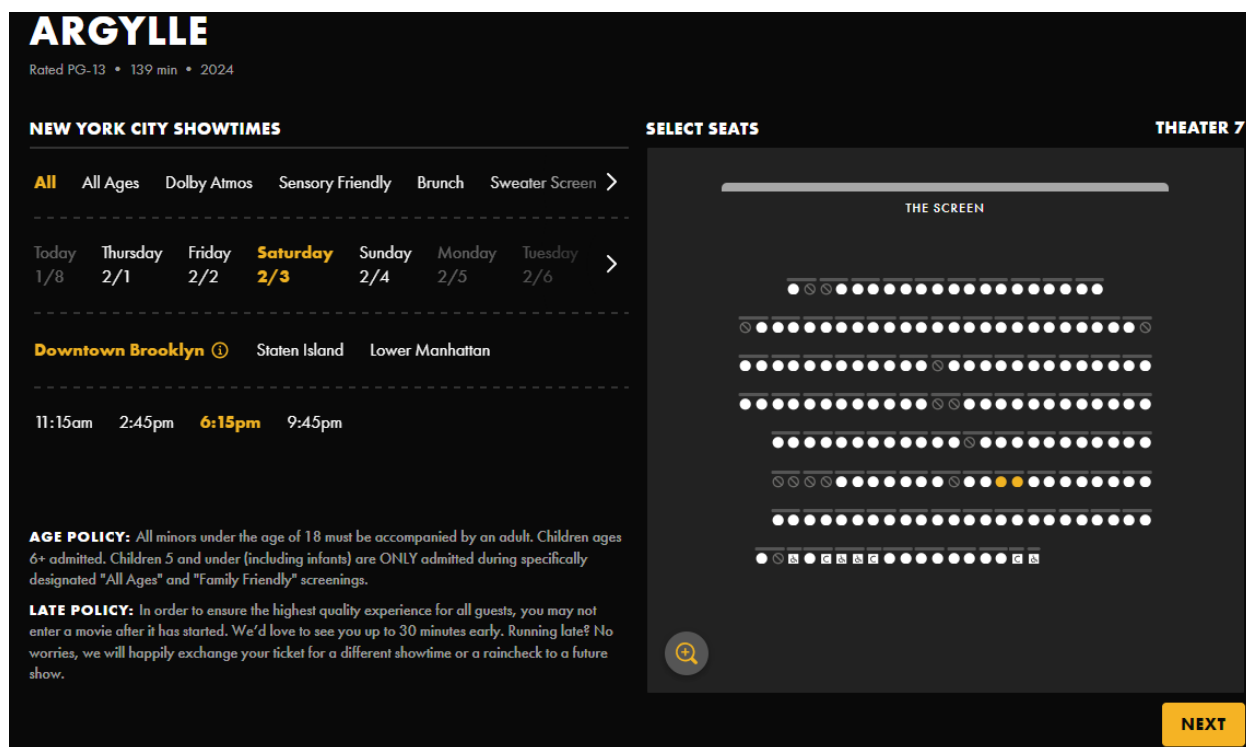 ARGYLLE
Rated PG-13 • 139 min • 2024
NEW YORK CITY SHOWTIMES
All All Ages Dolby Atmos Sensory Friendly Brunch Sweater Screen
Today Thursday Friday Saturday Sunday Monday Tuesday
1/8 2/1 2/2 2/3 2/4 2/5 2/6
Downtown Brooklyn Staten Island Lower Manhattan
11:15am 2:45pm 6:15pm 9:45pm
AGE POLICY: All minors under the age of 18 must be accompanied by an adult. Children ages
6+ admitted. Children 5 and under (including infants) are ONLY admitted during specifically
designated "All Ages" and "Family Friendly" screenings.
LATE POLICY: In order to ensure the highest quality experience for all guests, you may not
enter a movie after it has started. We'd love to see you up to 30 minutes early. Running late? No
worries, we will happily exchange your ticket for a different showtime or a raincheck to a future
show.
SELECT SEATS THEATER 7
THE SCREEN
C C C
NEXT